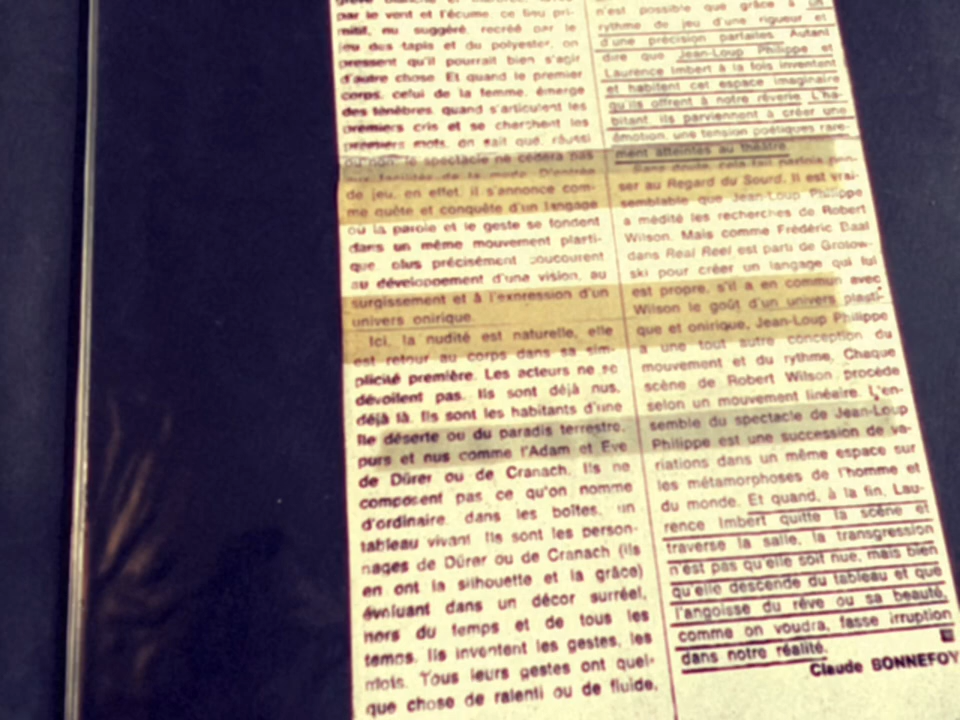 par le vent et l'écume, ce lieu pri-
mitif, nu suggéré, recréé par le
jeu des tapis et du polyester, on
pressent qu'il pourrait bien s'agir
d'autre chose. Et quand le premier
corps, celui de la femme, émerge
des ténèbres, quand s'articulent les
premiers cris et se cherchent les
premiers mots, on sait que, réussi
ou non, le spectacle ne cédera pas
aux facilités de la mode. D'entrée
de jeu, en effet, il s'annonce com-
me quête et conquête d'un langage
où la parole et le geste se fondent
dans un même mouvement plasti-
que, plus précisément concourent
au développement d'une vision, au
surgissement et à l'expression d'un
univers onirique.
Ici, la nudité est naturelle, elle
est retour au corps dans sa sim-
plicité première. Les acteurs ne se
dévoilent pas. Ils sont déjà nus,
déjà là. Ils sont les habitants d'une
île déserte ou du paradis terrestre,
purs et nus comme l'Adam et Eve
de Dürer ou de Cranach. Ils ne
composent pas ce qu'on nomme
d'ordinaire, dans les boîtes, un
tableau vivant. Ils sont les person-
nages de Dürer ou de Cranach (ils
en ont la silhouette et la grâce)
évoluant dans un décor surréel,
hors du temps et de tous les
temps. Ils inventent les gestes, les
mots. Tous leurs gestes ont quel-
que chose de ralenti ou de fluide,
n'est possible que grâce à un
rythme de jeu d'une rigueur et
d'une précision parfaites. Autant
dire que Jean-Loup Philippe et
Laurence Imbert à la fois inventent
et habitent cet espace imaginaire
qu'ils offrent à notre rêverie. L'ha-
bitant, ils parviennent à créer une
émotion, une tension poétiques rare-
ment atteintes au théâtre.
Sans doute, cela fait parfois pen-
ser au Regard du Sourd. Il est vrai-
semblable que Jean-Loup Philippe
a médité les recherches de Robert
Wilson. Mais comme Frédéric Baal
dans Real Reel est parti de Grotow-
ski pour créer un langage qui lui
est propre, s'il a en commun avec
Wilson le goût d'un univers plasti-
que et onirique, Jean-Loup Philippe
a une tout autre conception du
mouvement et du rythme. Chaque
scène de Robert Wilson procède
selon un mouvement linéaire. L'en-
semble du spectacle de Jean-Loup
Philippe est une succession de va-
riations dans un même espace sur
les métamorphoses de l'homme et
du monde. Et quand, à la fin, Lau-
rence Imbert quitte la scène et
traverse la salle, la transgression
n'est pas qu'elle soit nue, mais bien
qu'elle descende du tableau et que
l'angoisse du rêve ou sa beauté,
comme on voudra, fasse irruption
dans notre réalité.
Claude BONNEFOY